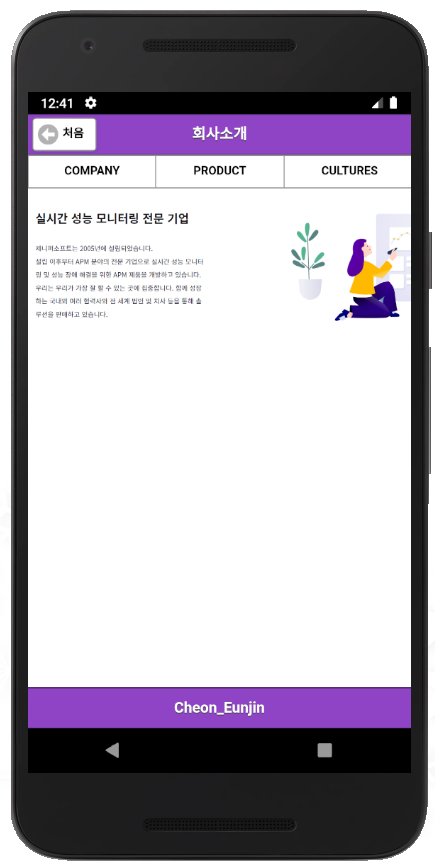 12:41
처음
회사소개
COMPANY
PRODUCT
CULTURES
실시간 성능 모니터링 전문 기업
제니퍼소프트는 2005년에 설립되었습니다.
설립 이후부터 APM 분야의 전문 기업으로 실시간 성능 모니터
링 및 성능 장애 해결을 위한 APM 제품을 개발하고 있습니다.
우리는 우리가 가장 잘 할 수 있는 곳에 집중합니다. 함께 성장
하는 국내외 여러 협력사와 전 세계 법인 및 지사 등을 통해 솔
루션을 판매하고 있습니다.
Cheon_Eunjin